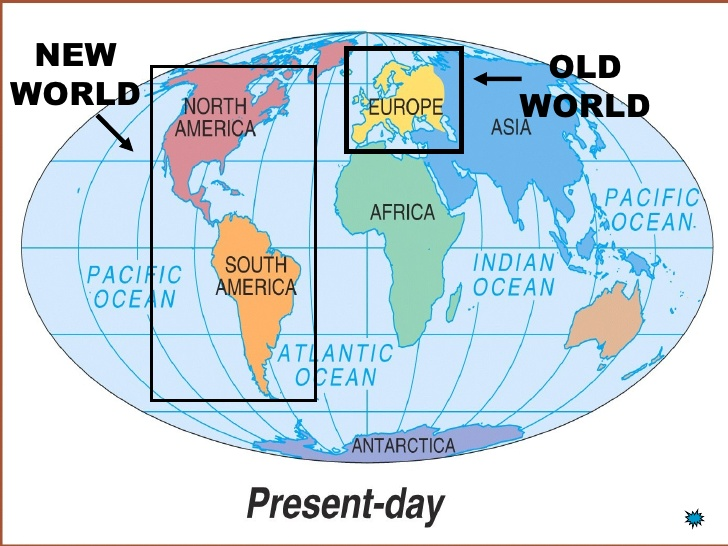 NEW
WORLD
OLD
WORLD
NORTH
AMERICA
EUROPE
ASIA
AFRICA
PACIFIC
OCEAN
SOUTH
AMERICA
PACIFIC
OCEAN
INDIAN
OCEAN
ATLANTIC
OCEAN
ANTARCTICA
Present-day